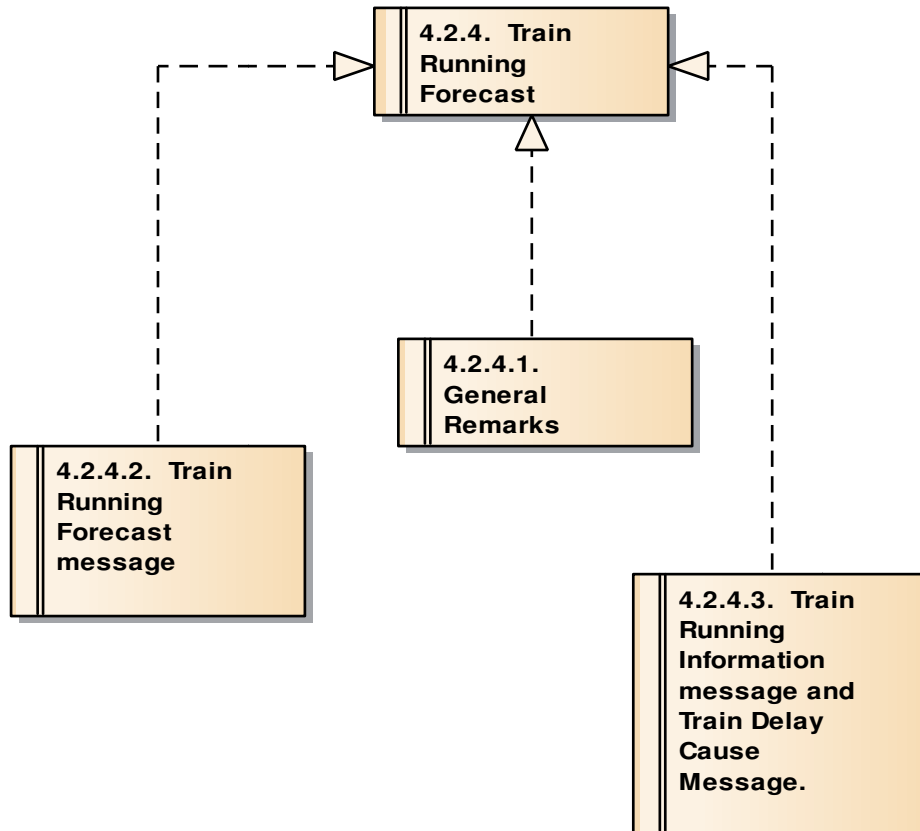 4.2.4.  Train
Running
Forecast
4.2.4.1.
General
Remarks
4.2.4.2.  Train
Running
Forecast
message
4.2.4.3.  Train
Running
Information
message and
Train Delay
Cause
Message.